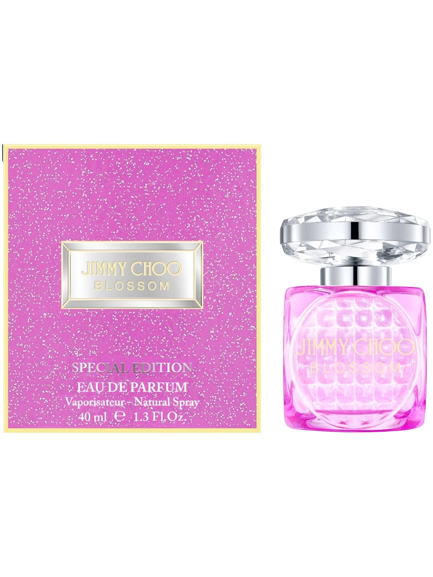 JIMMY CHOO
BLOSSOM
SPECIAL EDITION
EAU DE PARFUM
Vaporisateur – Natural Spray
40 ml ℮ 1.3 Fl.Oz.
JIMMY CHOO
BLOSSOM